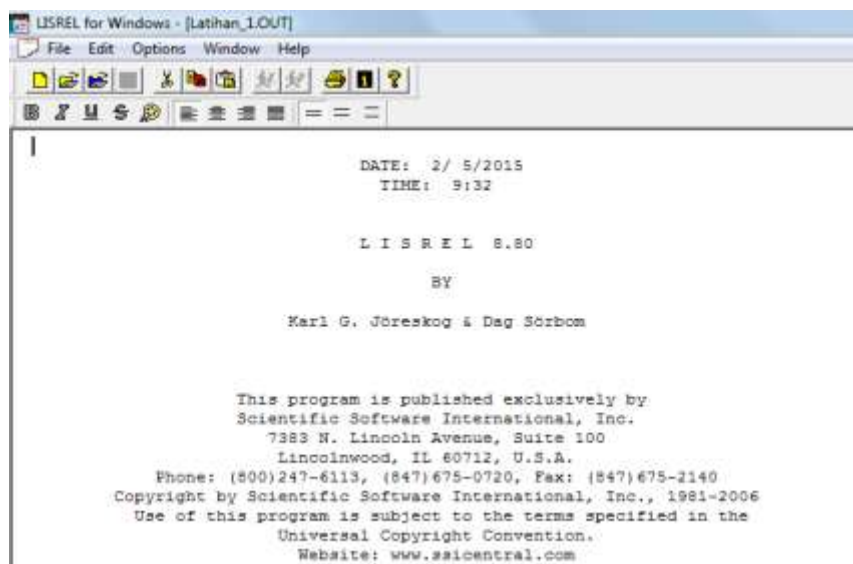 LISREL for Windows - [Latihan_1.OUT]
File Edit Options Window Help
B I U S
DATE: 2/ 5/2015
TIME: 9:32
L I S R E L 8.80
BY
Karl G. Jöreskog & Dag Sörbom
This program is published exclusively by
Scientific Software International, Inc.
7383 N. Lincoln Avenue, Suite 100
Lincolnwood, IL 60712, U.S.A.
Phone: (800)247-6113, (847)675-0720, Fax: (847)675-2140
Copyright by Scientific Software International, Inc., 1981-2006
Use of this program is subject to the terms specified in the
Universal Copyright Convention.
Website: www.ssicentral.com